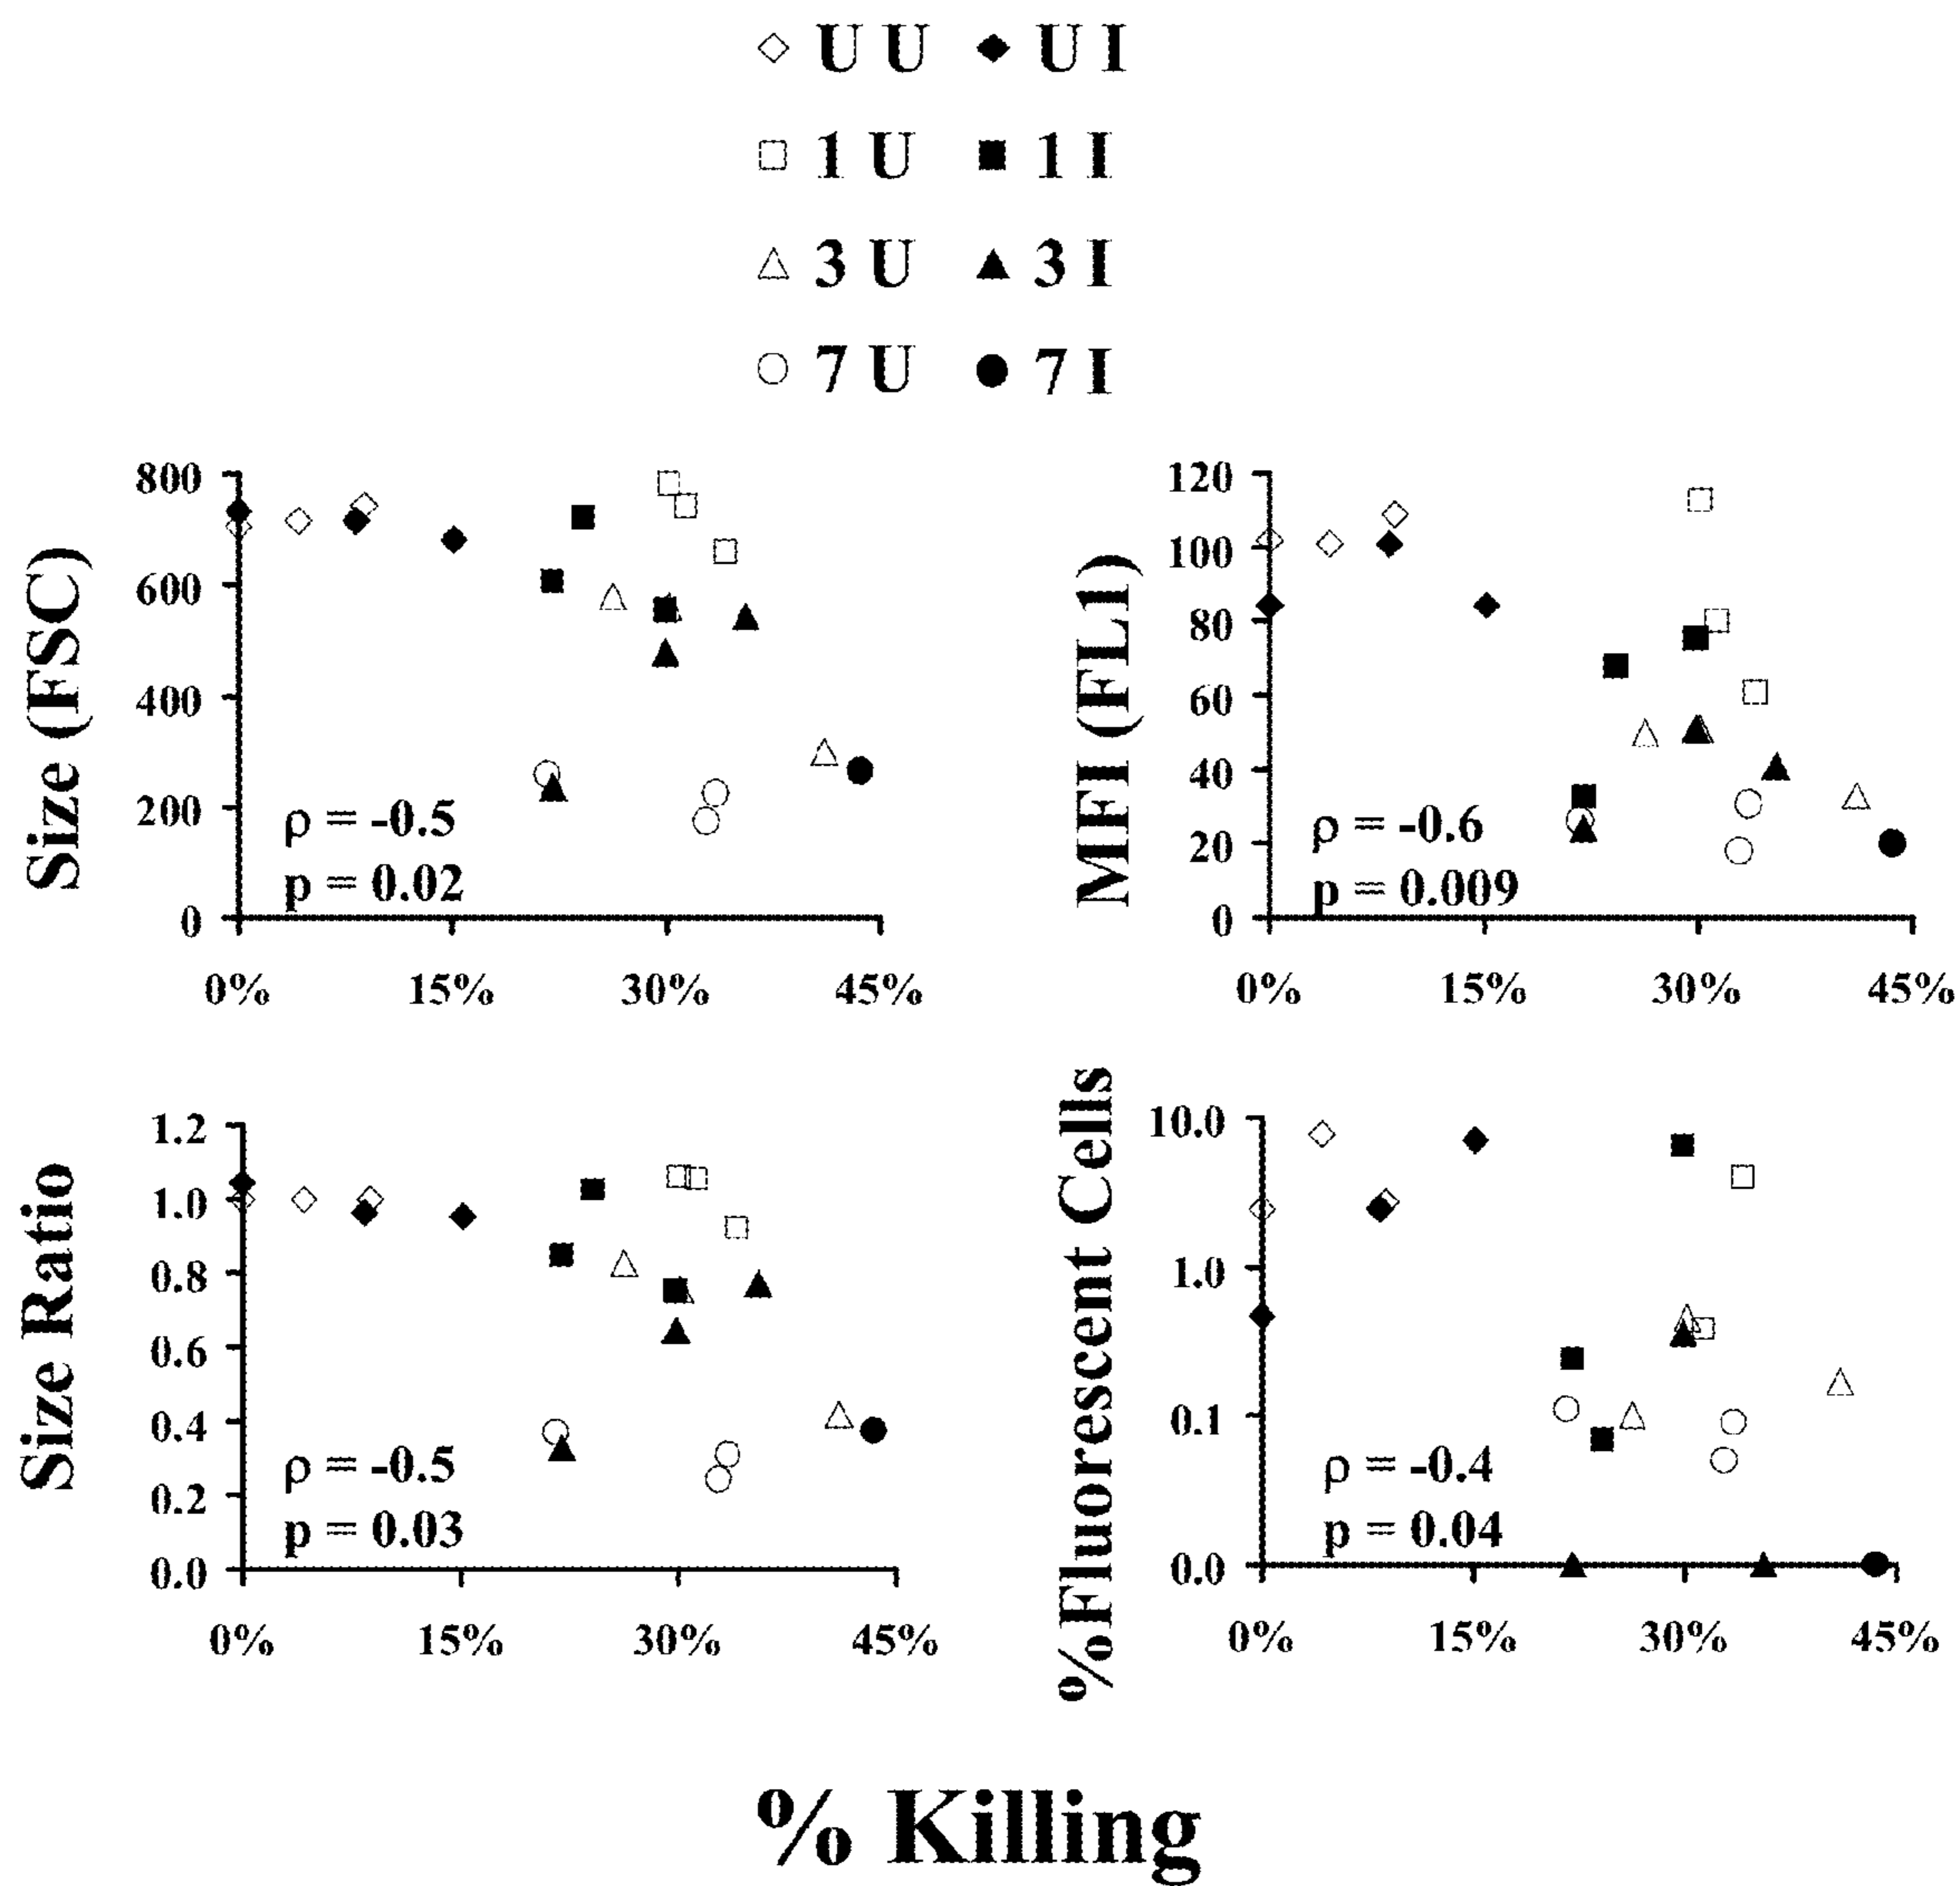 U U U I
1 U 1 I
3 U 3 I
7 U 7 I
Size (FSC)
800
600
400
200
0
ρ = -0.5
p = 0.02
0% 15% 30% 45%
MFI (FL1)
120
100
80
60
40
20
0
ρ = -0.6
p = 0.009
0% 15% 30% 45%
Size Ratio
1.2
1.0
0.8
0.6
0.4
0.2
0.0
ρ = -0.5
p = 0.03
0% 15% 30% 45%
%Fluorescent Cells
10.0
1.0
0.1
0.0
ρ = -0.4
p = 0.04
0% 15% 30% 45%
% Killing